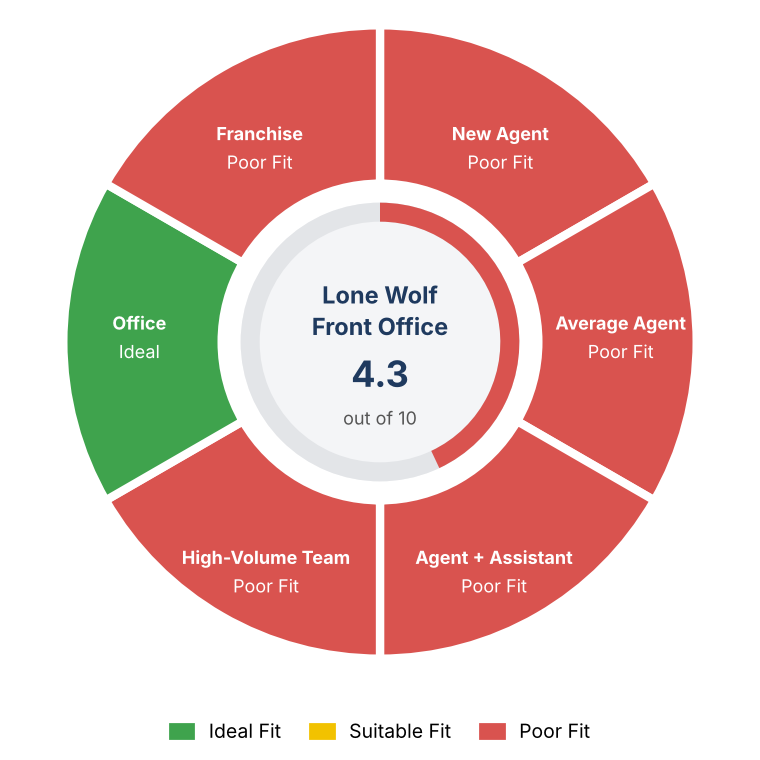 Franchise
Poor Fit
New Agent
Poor Fit
Office
Ideal
Lone Wolf
Front Office
4.3
out of 10
Average Agent
Poor Fit
High-Volume Team
Poor Fit
Agent + Assistant
Poor Fit
Ideal Fit
Suitable Fit
Poor Fit